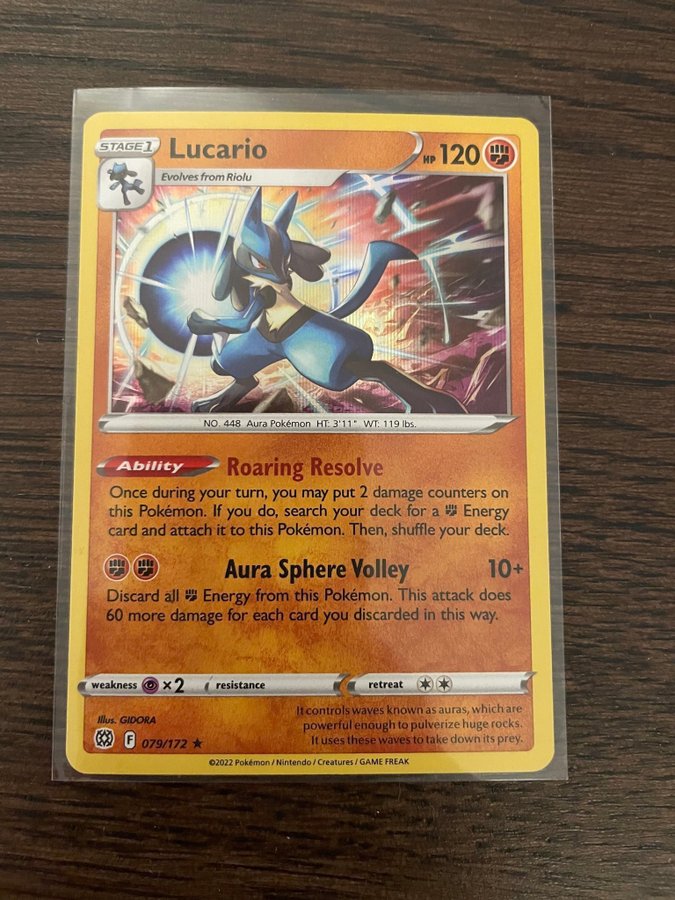 STAGE 1
Lucario
HP 120
Evolves from Riolu
NO. 448 Aura Pokémon HT: 3'11" WT: 119 lbs.
Ability Roaring Resolve
Once during your turn, you may put 2 damage counters on
this Pokémon. If you do, search your deck for a Energy
card and attach it to this Pokémon. Then, shuffle your deck.
Aura Sphere Volley 10+
Discard all Energy from this Pokémon. This attack does
60 more damage for each card you discarded in this way.
weakness ×2 resistance retreat
Illus. GIDORA
F 079/172 ★
It controls waves known as auras, which are
powerful enough to pulverize huge rocks.
It uses these waves to take down its prey.
©2022 Pokémon / Nintendo / Creatures / GAME FREAK